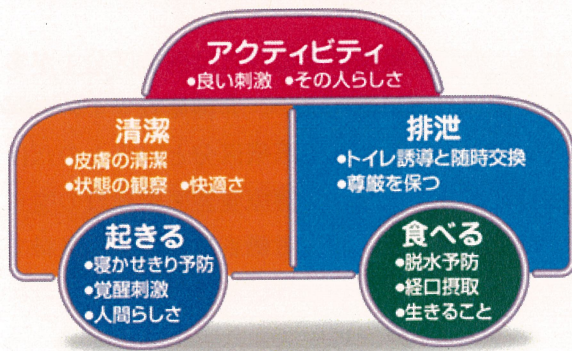 アクティビティ
●良い刺激 ●その人らしさ
清潔
●皮膚の清潔
●状態の観察 ●快適さ
排泄
●トイレ誘導と随時交換
●尊厳を保つ
起きる
●寝かせきり予防
●覚醒刺激
●人間らしさ
食べる
●脱水予防
●経口摂取
●生きること